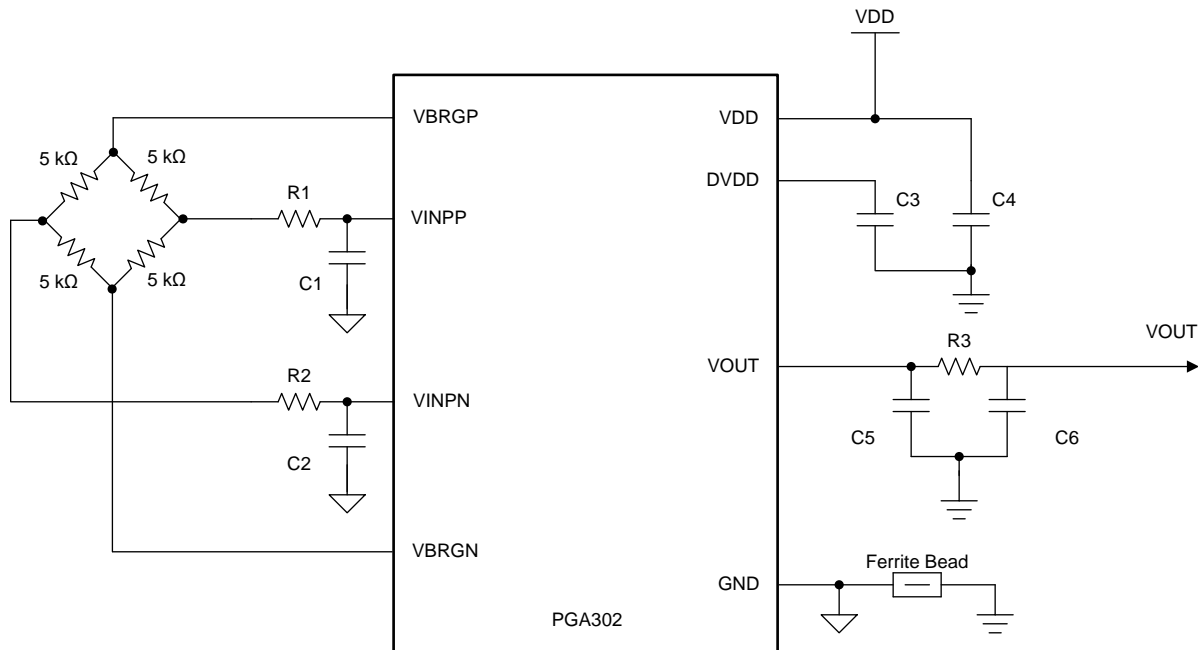 VDD
VBRGP
VDD
5 kΩ
5 kΩ
DVDD
R1
C3
C4
VINPP
5 kΩ
5 kΩ
C1
VOUT
R3
VOUT
R2
VINPN
C5
C6
C2
VBRGN
Ferrite Bead
GND
PGA302